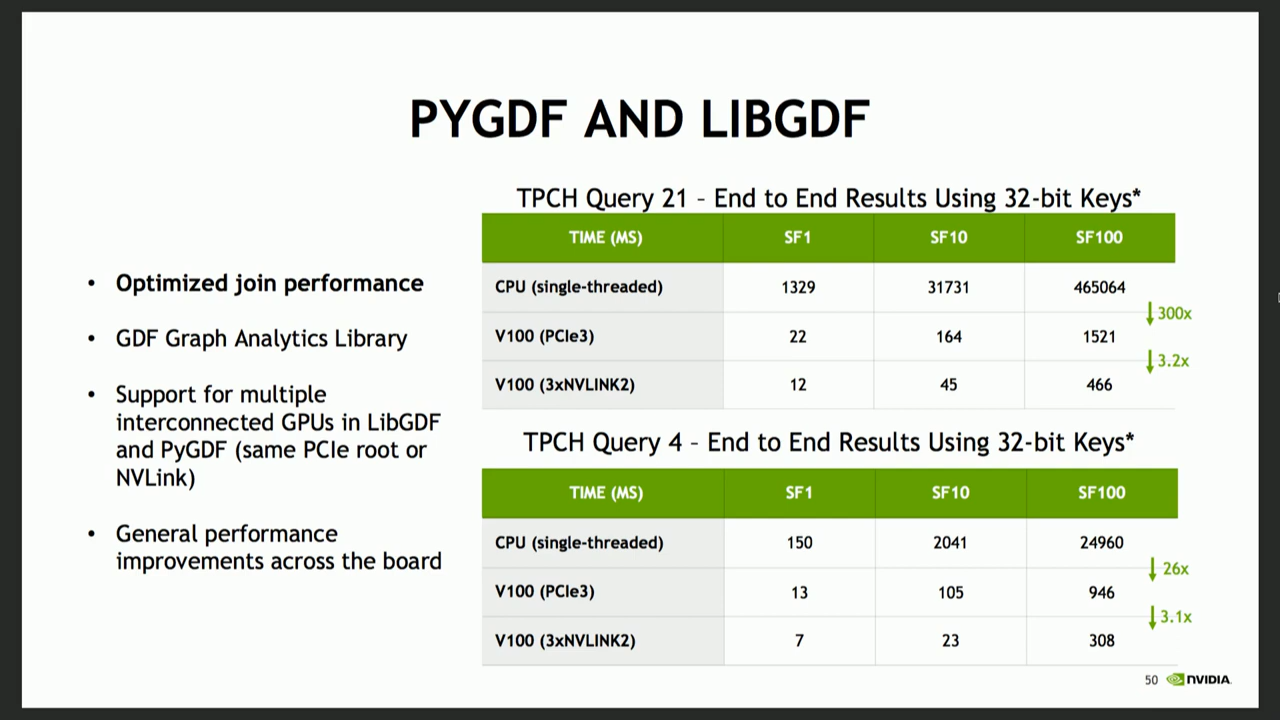 PYGDF AND LIBGDF
• Optimized join performance
• GDF Graph Analytics Library
• Support for multiple
interconnected GPUs in LibGDF
and PyGDF (same PCIe root or
NVLink)
• General performance
improvements across the board
TPCH Query 21 – End to End Results Using 32-bit Keys*
TIME (MS) SF1 SF10 SF100
CPU (single-threaded) 1329 31731 465064
300x
V100 (PCIe3) 22 164 1521
3.2x
V100 (3xNVLINK2) 12 45 466
TPCH Query 4 – End to End Results Using 32-bit Keys*
TIME (MS) SF1 SF10 SF100
CPU (single-threaded) 150 2041 24960
26x
V100 (PCIe3) 13 105 946
3.1x
V100 (3xNVLINK2) 7 23 308
50 NVIDIA.